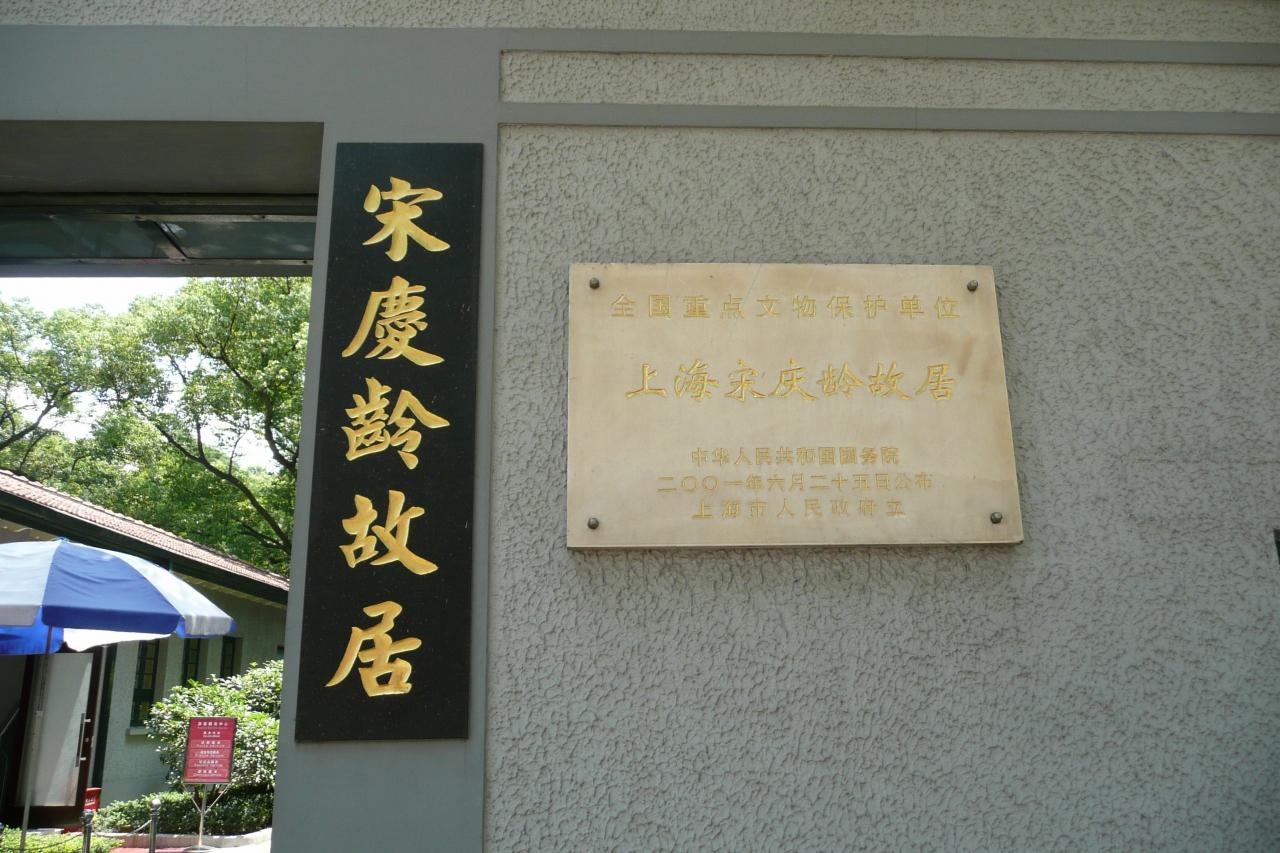 宋慶齡故居
全国重点文物保护单位
上海宋庆龄故居
中华人民共和国国务院
二〇〇一年六月二十五日公布
上海市人民政府立